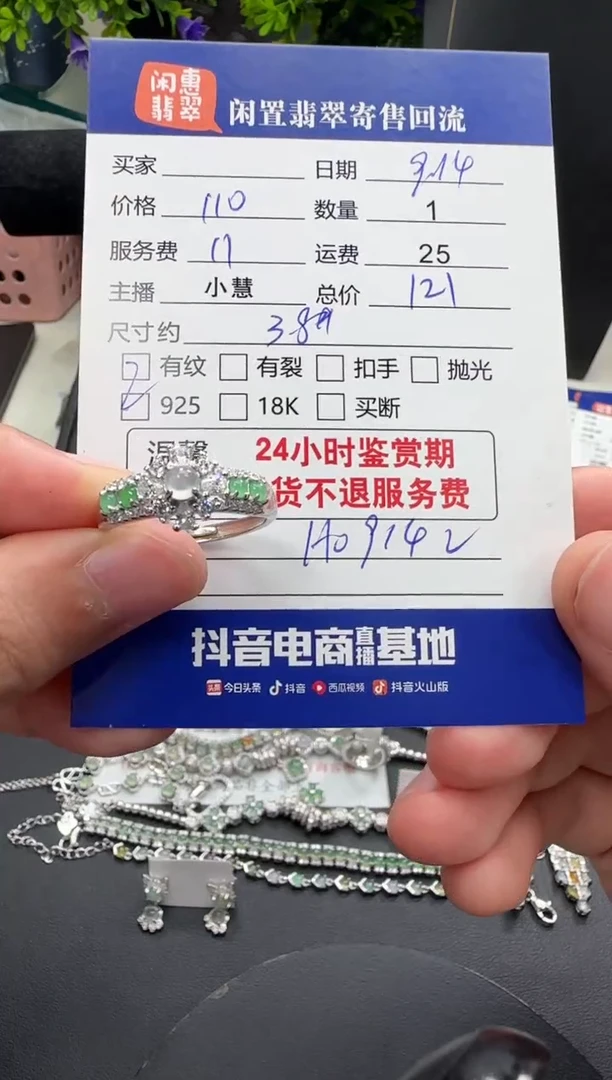 闲惠
翡翠
闲置翡翠寄售回流
买家 日期 9.14
价格 110 数量 1
服务费 11 运费 25
主播 小慧 总价 121
尺寸约 38
有纹 有裂 扣手 抛光
925 18K 买断
温馨 24小时鉴赏期
货不退服务费
抖音电商直播基地
头条 今日头条 抖音 西瓜视频 抖音火山版